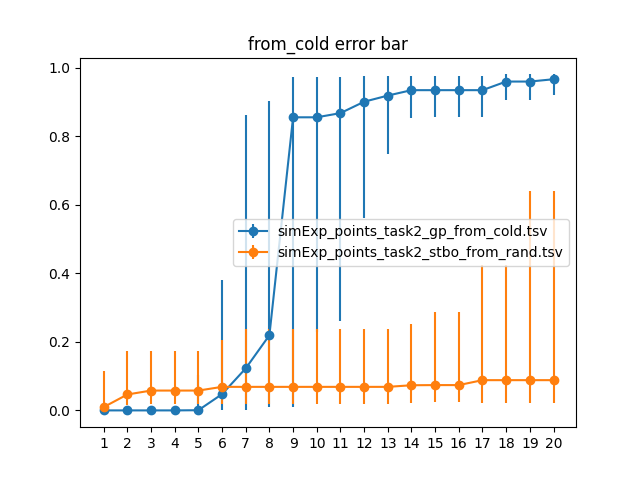 from_cold error bar
1.0
0.8
0.6
0.4
0.2
0.0
simExp_points_task2_gp_from_cold.tsv
simExp_points_task2_stbo_from_rand.tsv
1 2 3 4 5 6 7 8 9 10 11 12 13 14 15 16 17 18 19 20